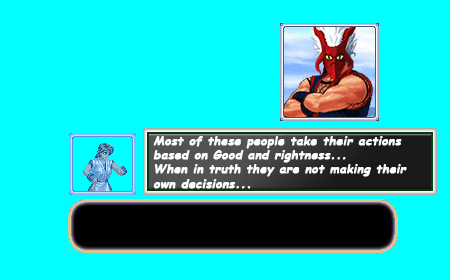 Most of these people take their actions
based on Good and rightness...
When in truth they are not making their
own decisions...